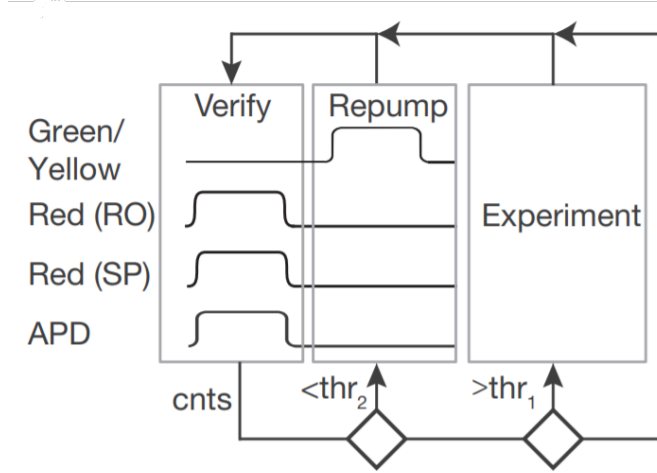 Verify
Repump
Green/
Yellow
Red (RO)
Experiment
Red (SP)
APD
cnts
<thr₂
>thr₁